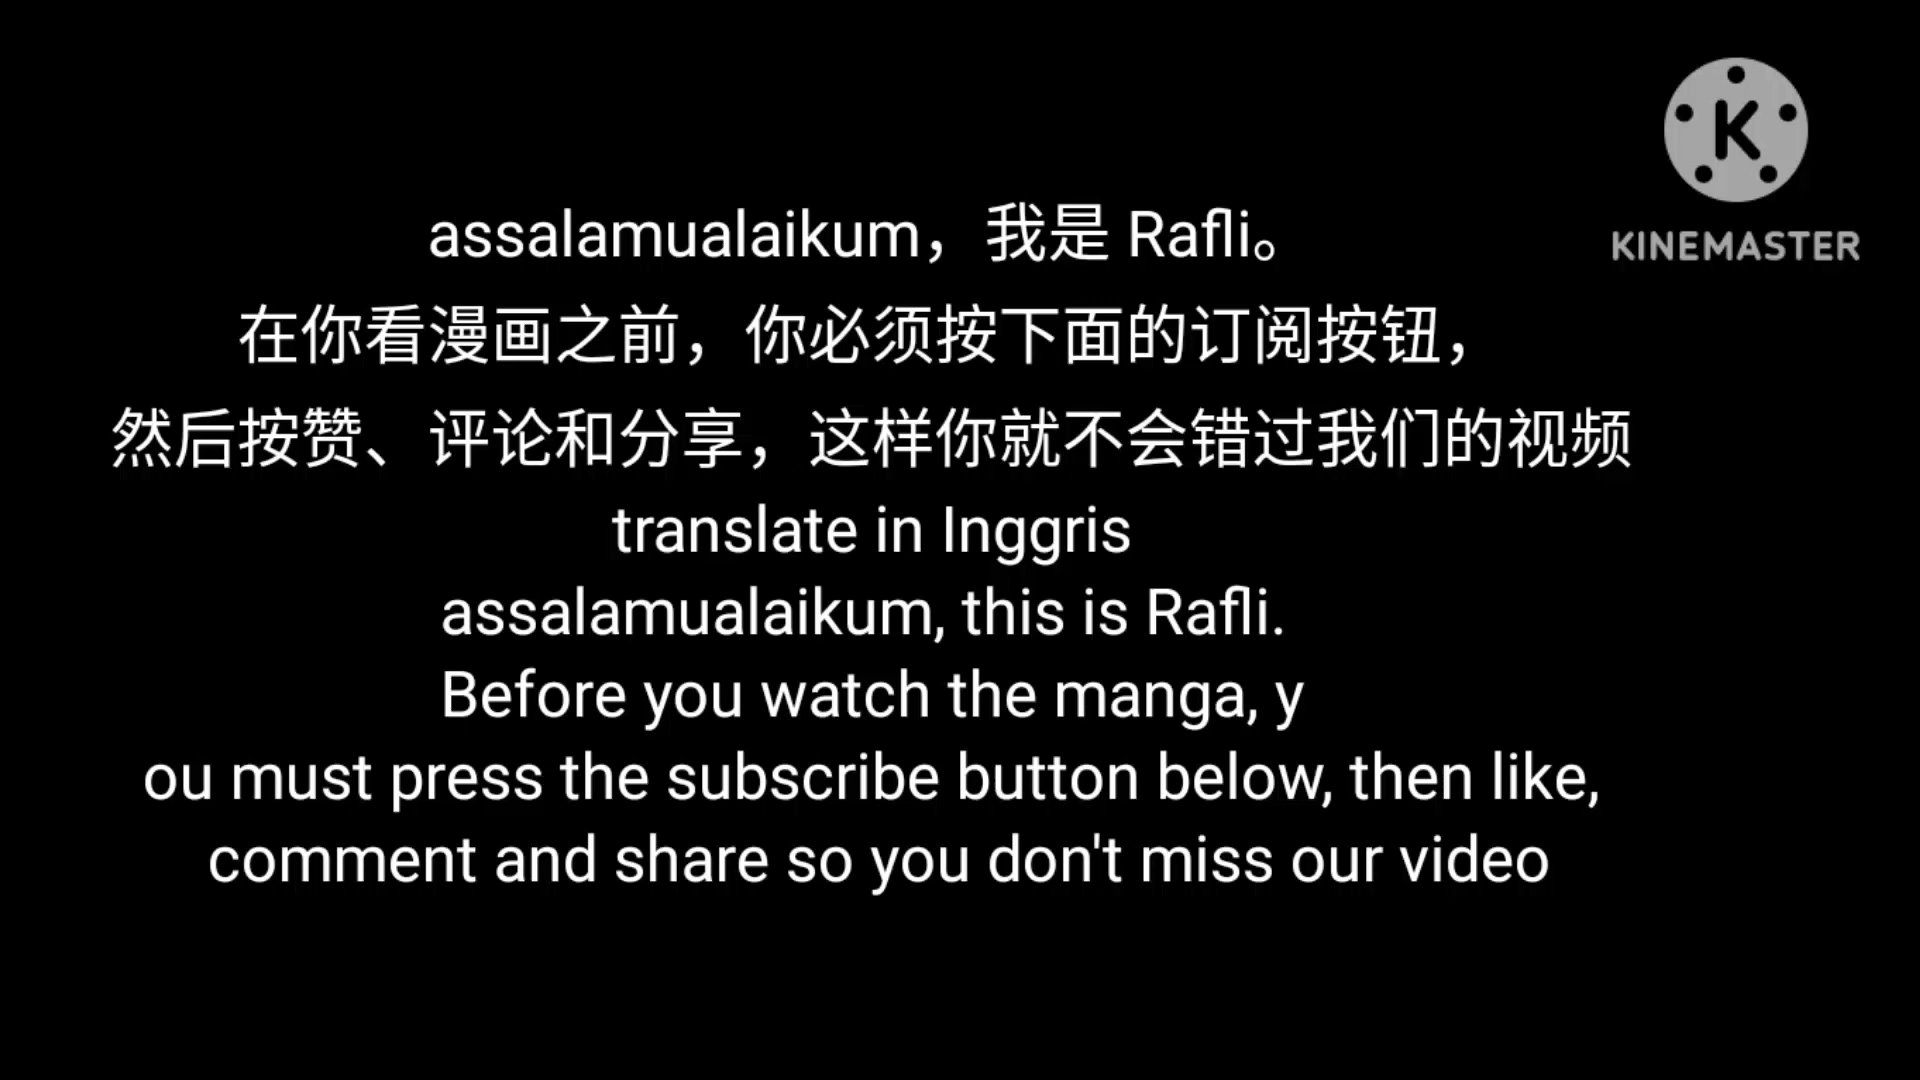 K
KINEMASTER
assalamualaikum，我是 Rafli。
在你看漫画之前，你必须按下面的订阅按钮，
然后按赞、评论和分享，这样你就不会错过我们的视频
translate in Inggris
assalamualaikum, this is Rafli.
Before you watch the manga, y
ou must press the subscribe button below, then like,
comment and share so you don't miss our video